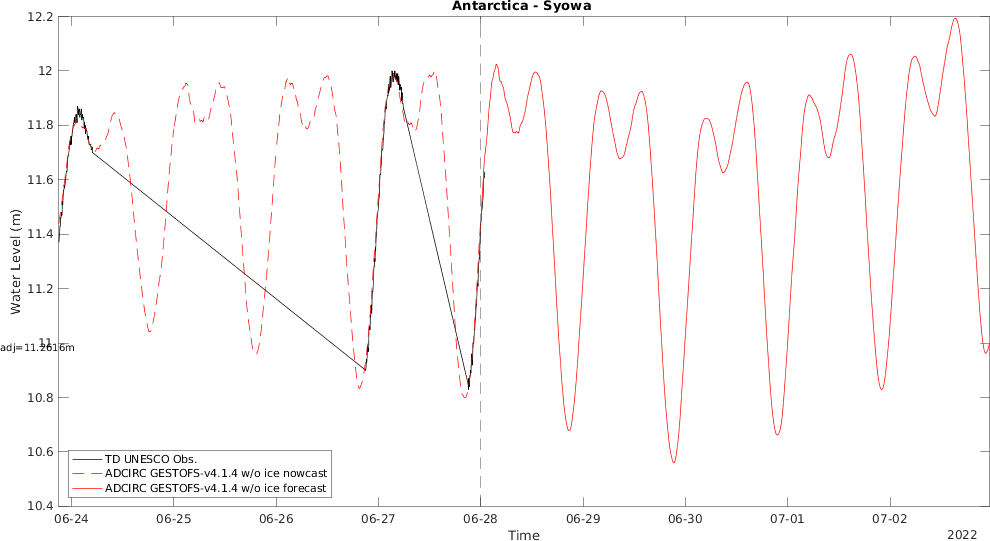 Antarctica - Syowa
12.2
12
11.8
11.6
11.4
11.2
11
10.8
10.6
10.4
Water Level (m)
adj=11.2616m
TD UNESCO Obs.
ADCIRC GESTOFS-v4.1.4 w/o ice nowcast
ADCIRC GESTOFS-v4.1.4 w/o ice forecast
06-24 06-25 06-26 06-27 06-28 06-29 06-30 07-01 07-02
Time
2022